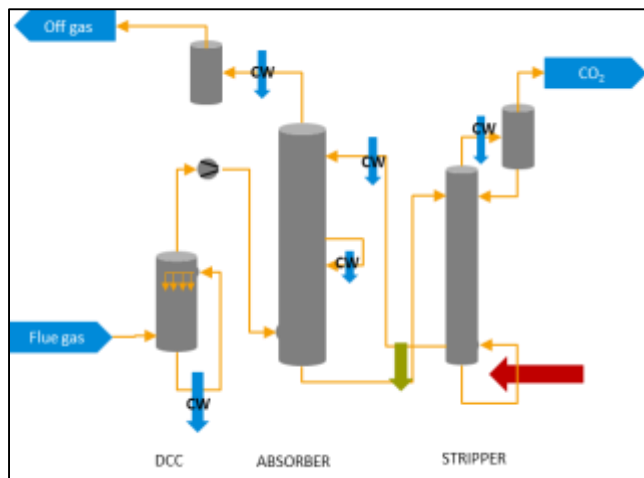 Off gas
CW
CO₂
CW
CW
CW
Flue gas
CW
DCC
ABSORBER
STRIPPER